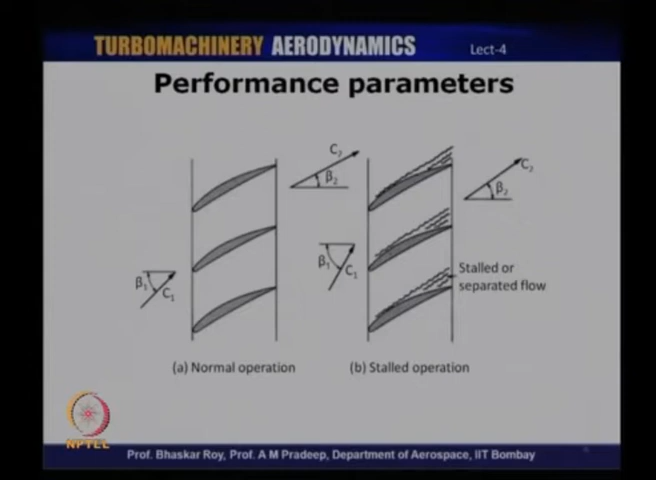 TURBOMACHINERY AERODYNAMICS
Lect-4
Performance parameters
C₂
β₂
C₂
β₂
β₁
C₁
β₁
C₁
Stalled or
separated flow
(a) Normal operation
(b) Stalled operation
NPTEL
Prof. Bhaskar Roy, Prof. A M Pradeep, Department of Aerospace, IIT Bombay